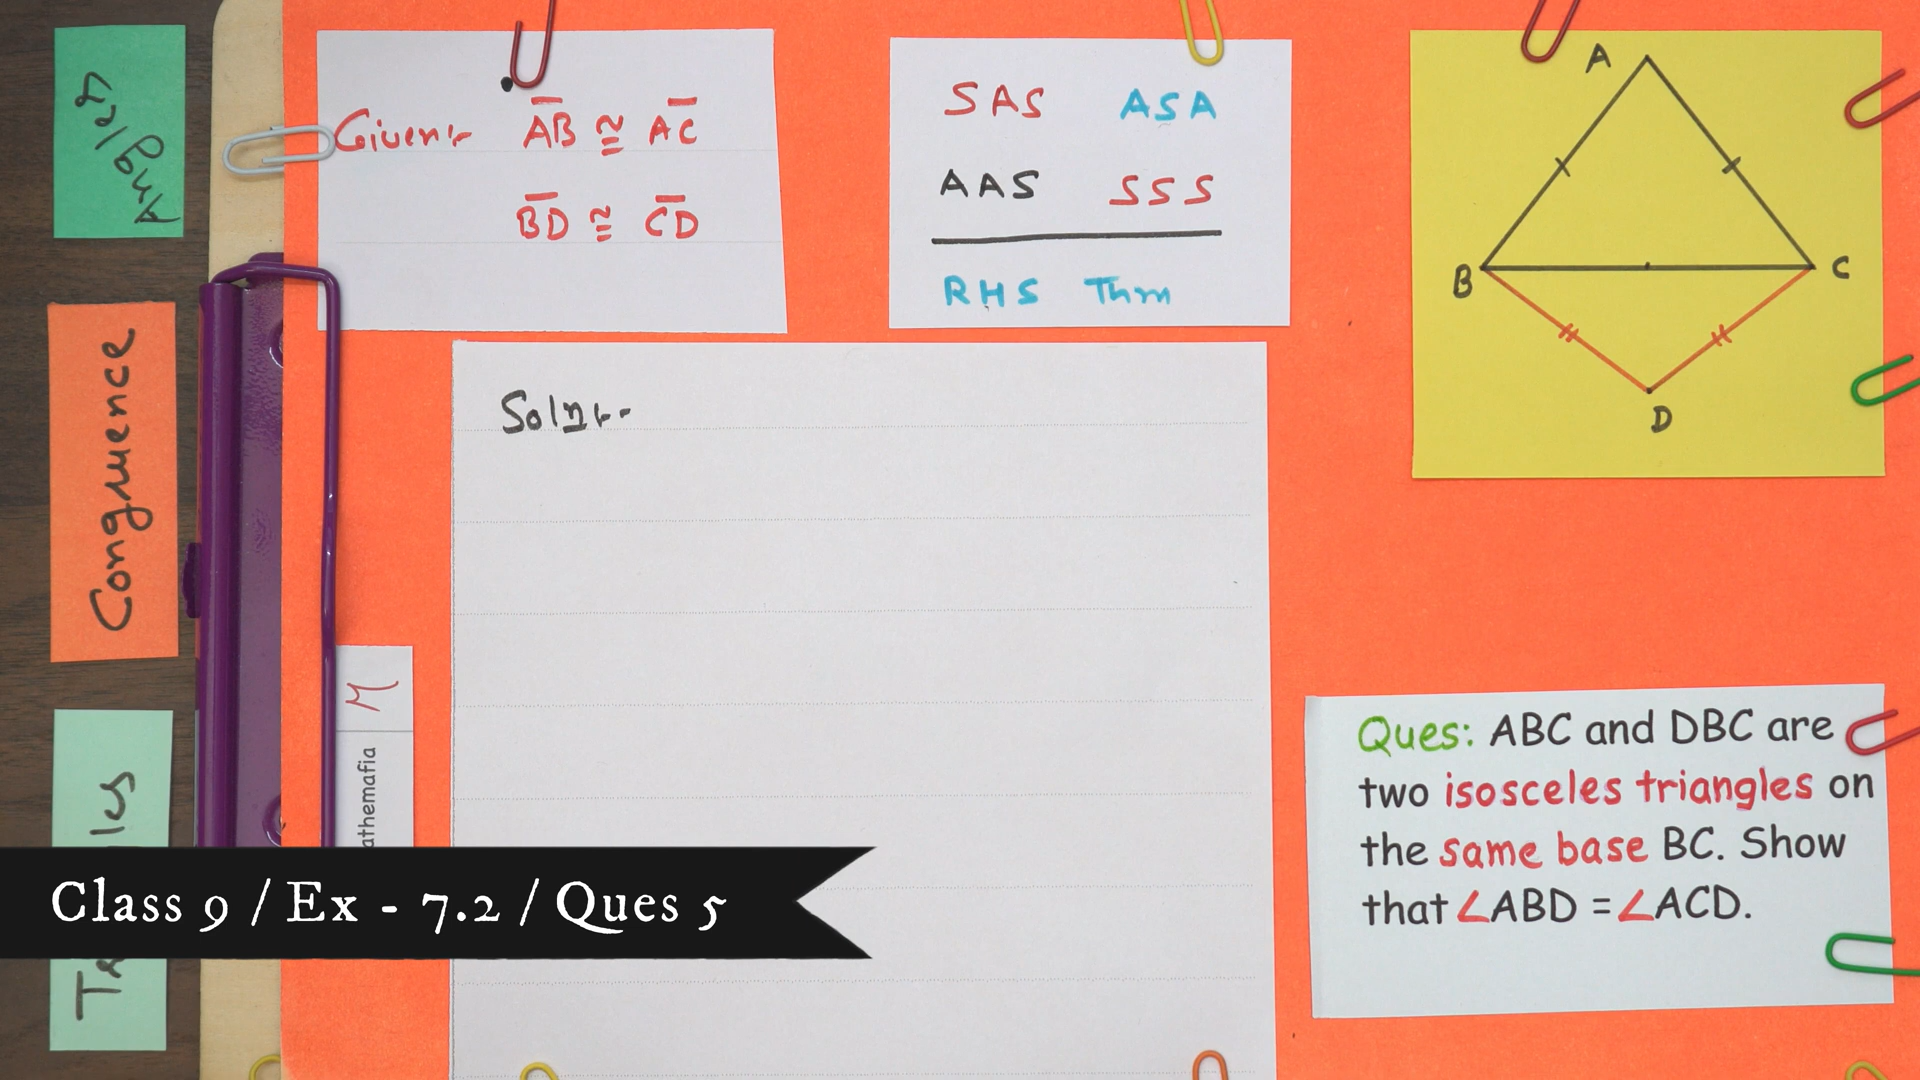 Angles
Congruence
Given:-
AB ≅ AC
BD ≅ CD
SAS ASA
AAS SSS
RHS Thm
A
B
C
D
Soln:-
M
athemafia
Ques: ABC and DBC are
two isosceles triangles on
the same base BC. Show
that ∠ABD = ∠ACD.
Class 9 / Ex - 7.2 / Ques 5